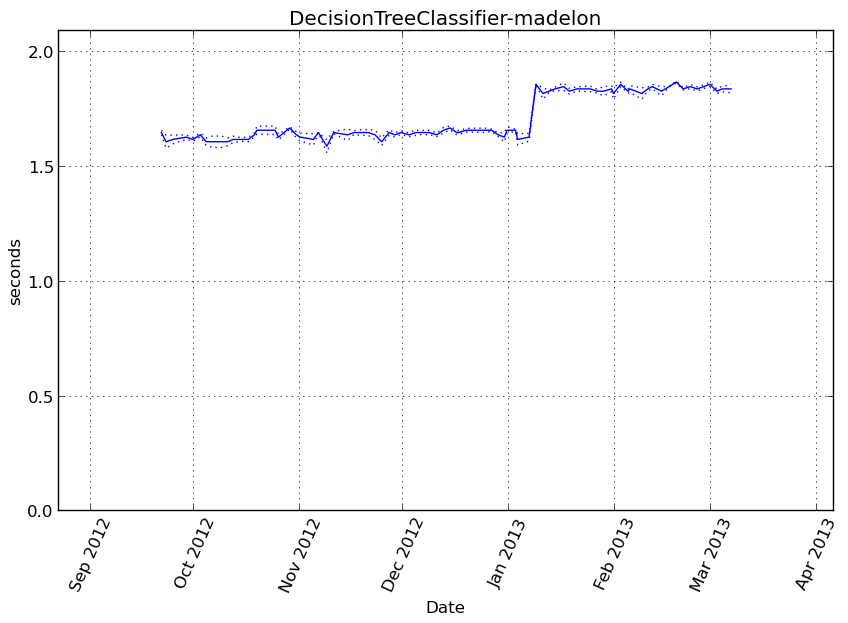 DecisionTreeClassifier-madelon
2.0
1.5
1.0
0.5
0.0
seconds
Sep 2012
Oct 2012
Nov 2012
Dec 2012
Jan 2013
Feb 2013
Mar 2013
Apr 2013
Date